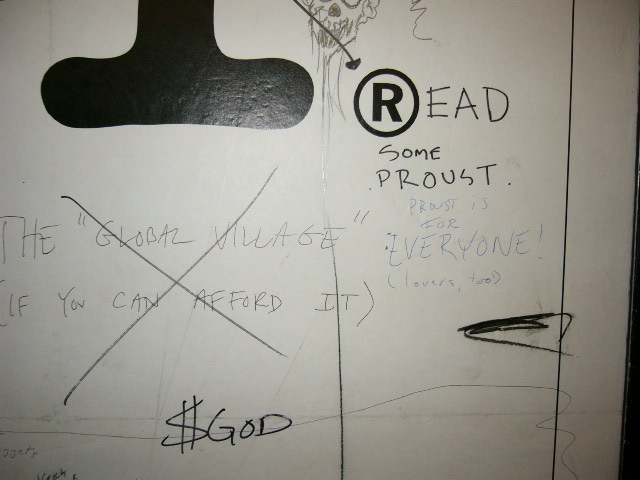 ®EAD
SOME
PROUST.
PROUST is
FOR
EVERYONE!
(lovers, too)
THE "GLOBAL VILLAGE"
(IF YOU CAN AFFORD IT)
$GOD